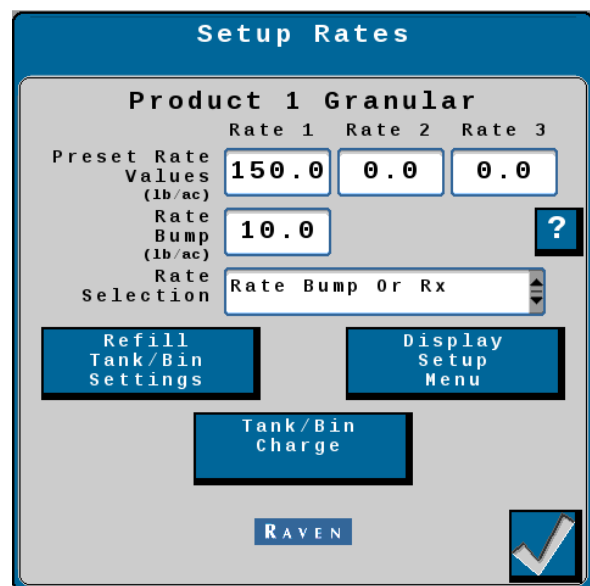 Setup Rates
Product 1 Granular
Rate 1 Rate 2 Rate 3
Preset Rate
Values
(lb/ac)
150.0 0.0 0.0
Rate
Bump
(lb/ac)
10.0
?
Rate
Selection
Rate Bump Or Rx
Refill
Tank/Bin
Settings
Display
Setup
Menu
Tank/Bin
Charge
RAVEN